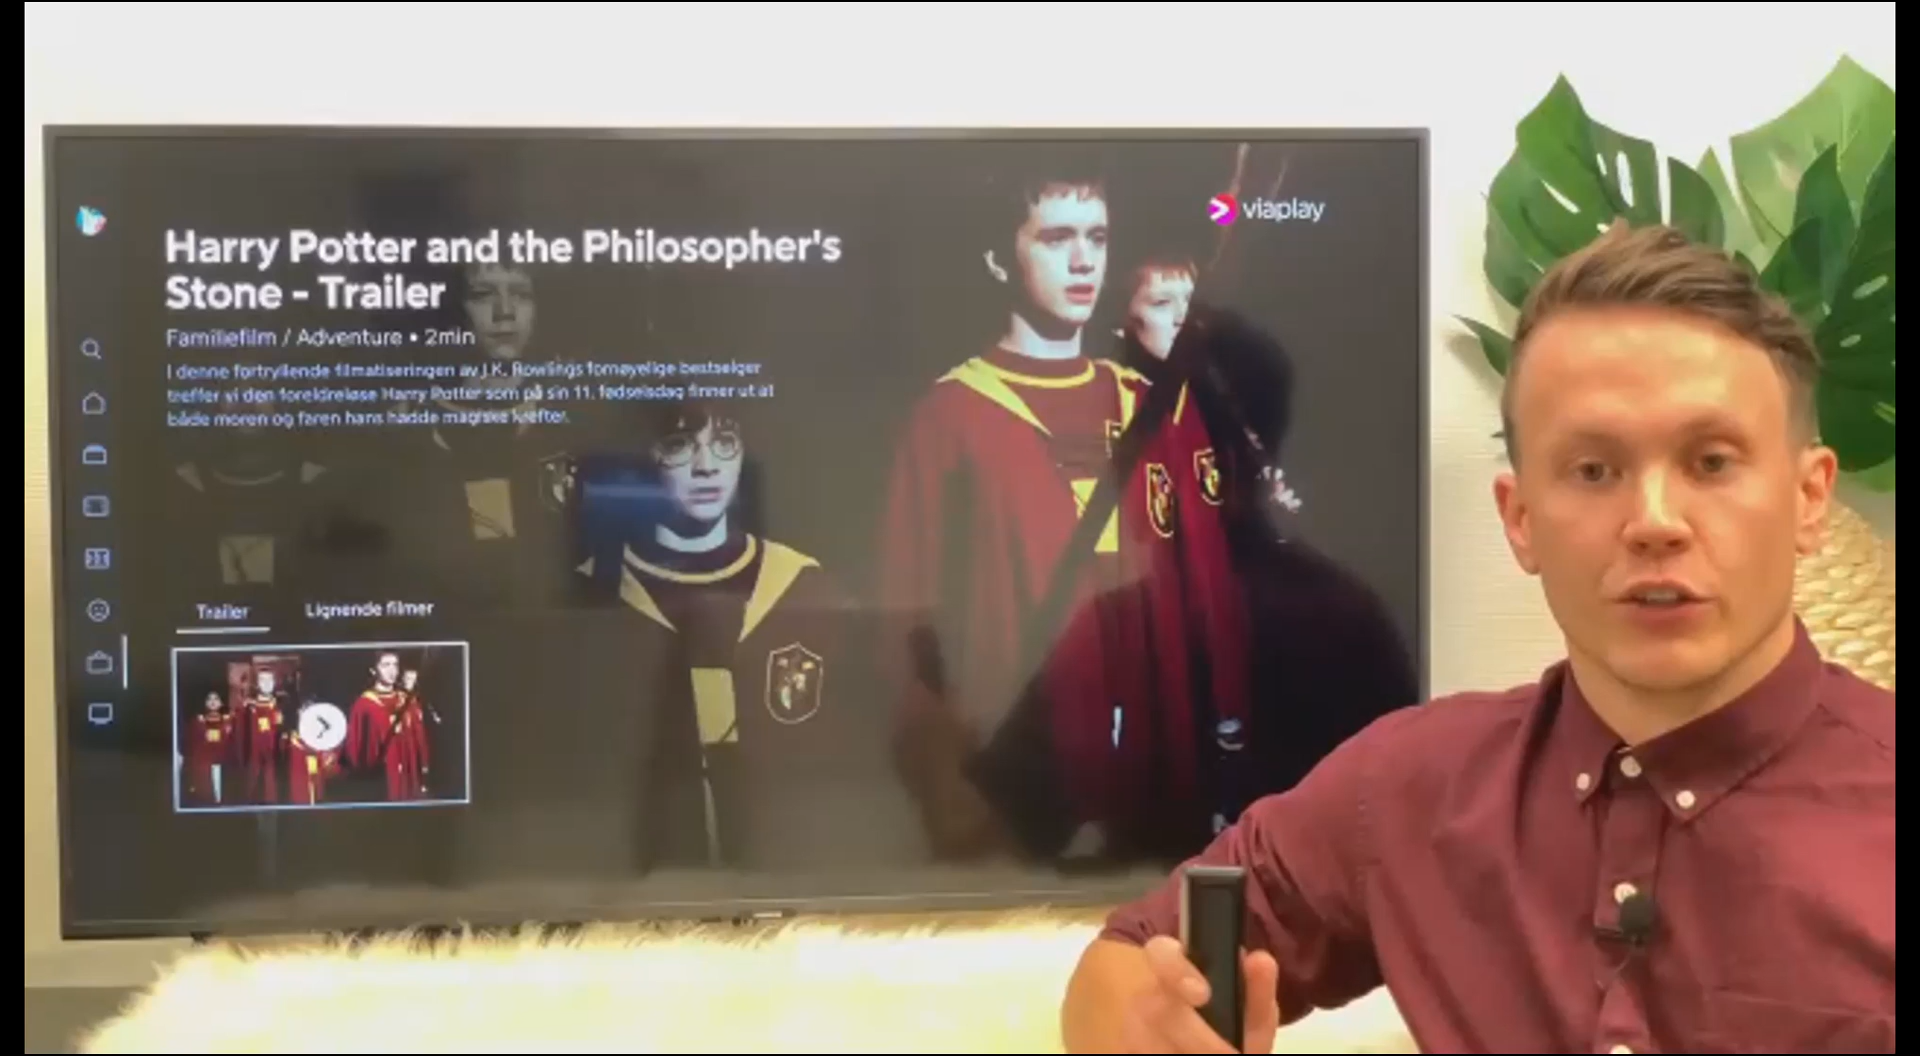 viaplay
Harry Potter and the Philosopher's
Stone - Trailer
Familiefilm / Adventure • 2min
I denne fortryllende filmatiseringen av J.K. Rowlings fornøyelige bestselger
treffer vi den foreldreløse Harry Potter som på sin 11. fødselsdag finner ut at
både moren og faren hans hadde magiske krefter.
Trailer
Lignende filmer